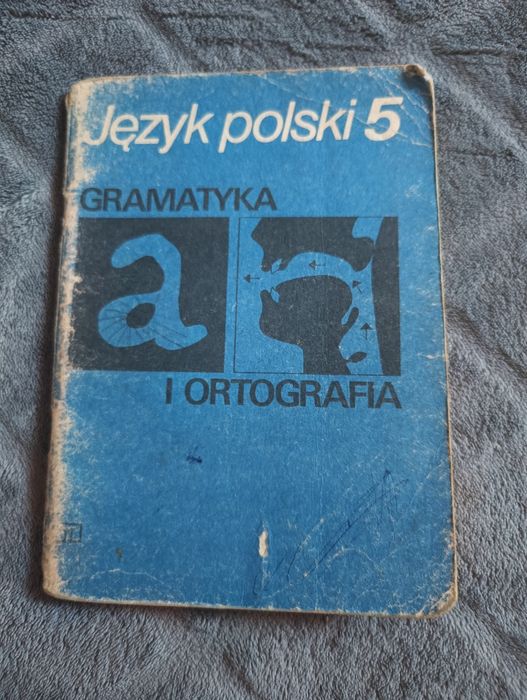 Język polski 5
GRAMATYKA
a
I ORTOGRAFIA